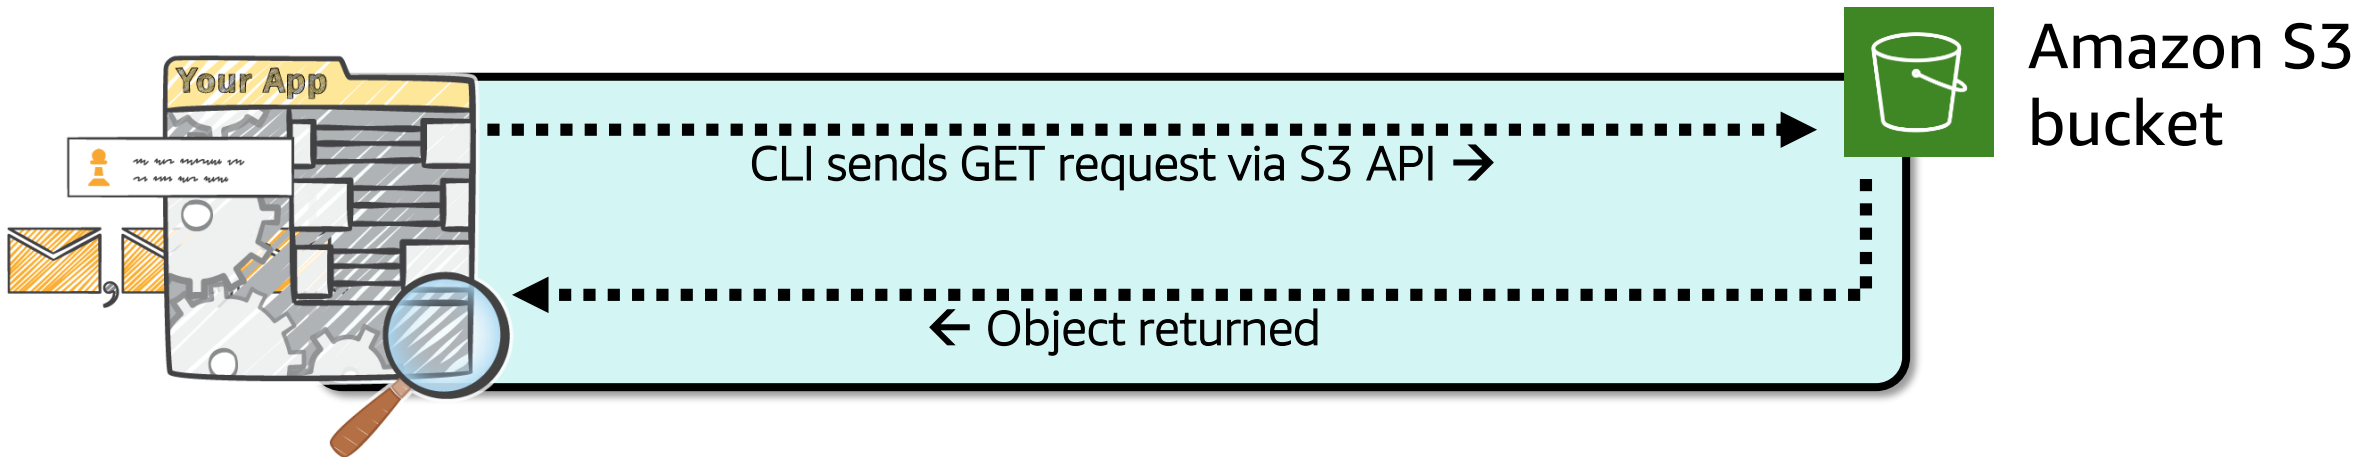 Your App
Amazon S3
bucket
CLI sends GET request via S3 API →
← Object returned